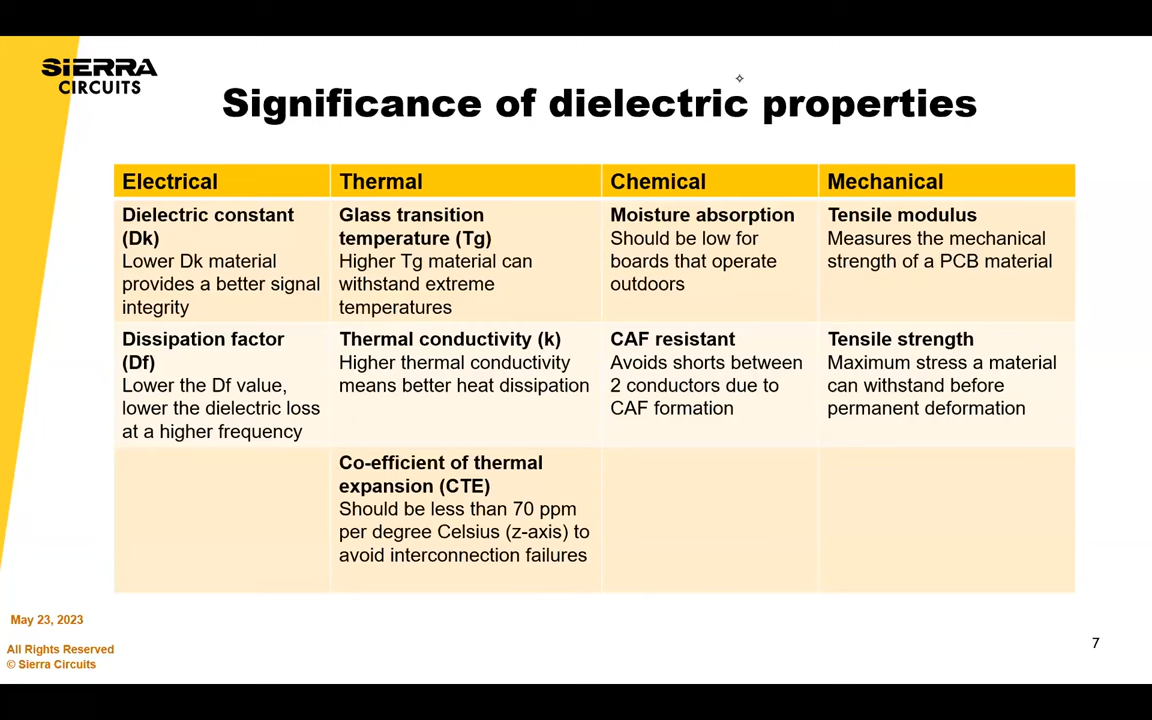 SIERRA
CIRCUITS
Significance of dielectric properties
Electrical
Thermal
Chemical
Mechanical
Dielectric constant
(Dk)
Lower Dk material
provides a better signal
integrity
Glass transition
temperature (Tg)
Higher Tg material can
withstand extreme
temperatures
Moisture absorption
Should be low for
boards that operate
outdoors
Tensile modulus
Measures the mechanical
strength of a PCB material
Dissipation factor
(Df)
Lower the Df value,
lower the dielectric loss
at a higher frequency
Thermal conductivity (k)
Higher thermal conductivity
means better heat dissipation
CAF resistant
Avoids shorts between
2 conductors due to
CAF formation
Tensile strength
Maximum stress a material
can withstand before
permanent deformation
Co-efficient of thermal
expansion (CTE)
Should be less than 70 ppm
per degree Celsius (z-axis) to
avoid interconnection failures
May 23, 2023
All Rights Reserved
© Sierra Circuits
7